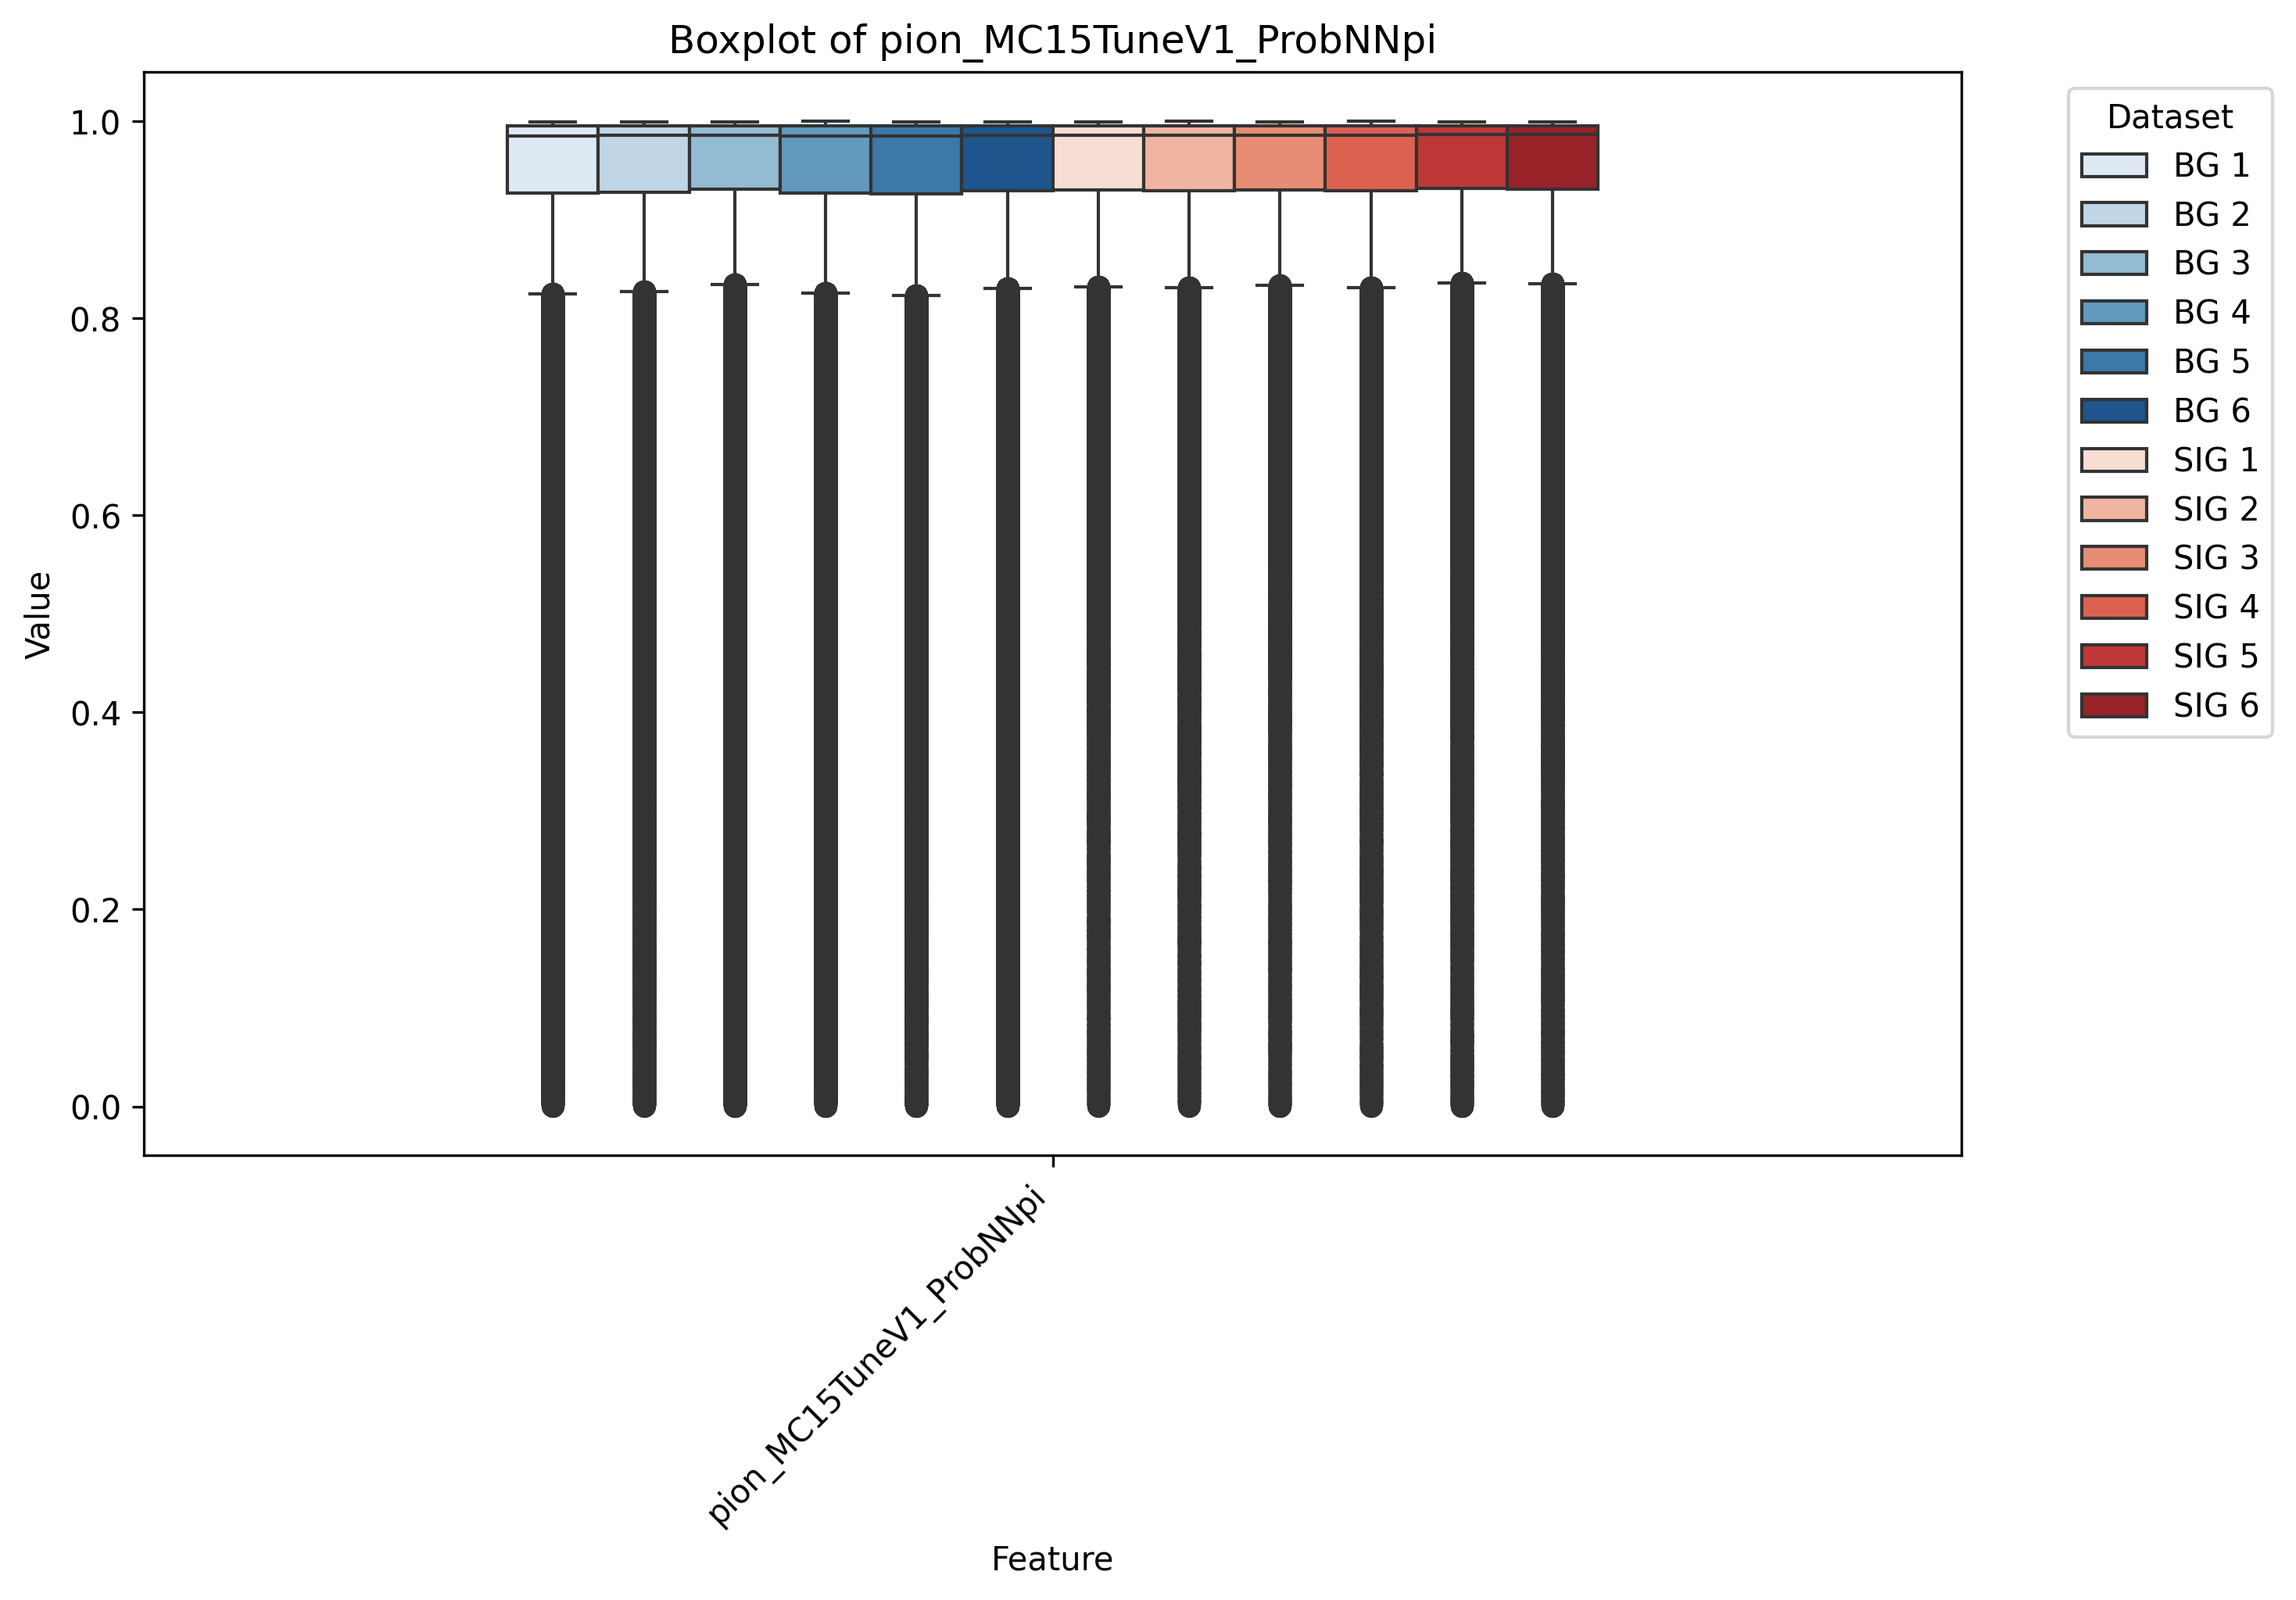 Boxplot of pion_MC15TuneV1_ProbNNpi
Value
1.0
0.8
0.6
0.4
0.2
0.0
pion_MC15TuneV1_ProbNNpi
Feature
Dataset
BG 1
BG 2
BG 3
BG 4
BG 5
BG 6
SIG 1
SIG 2
SIG 3
SIG 4
SIG 5
SIG 6